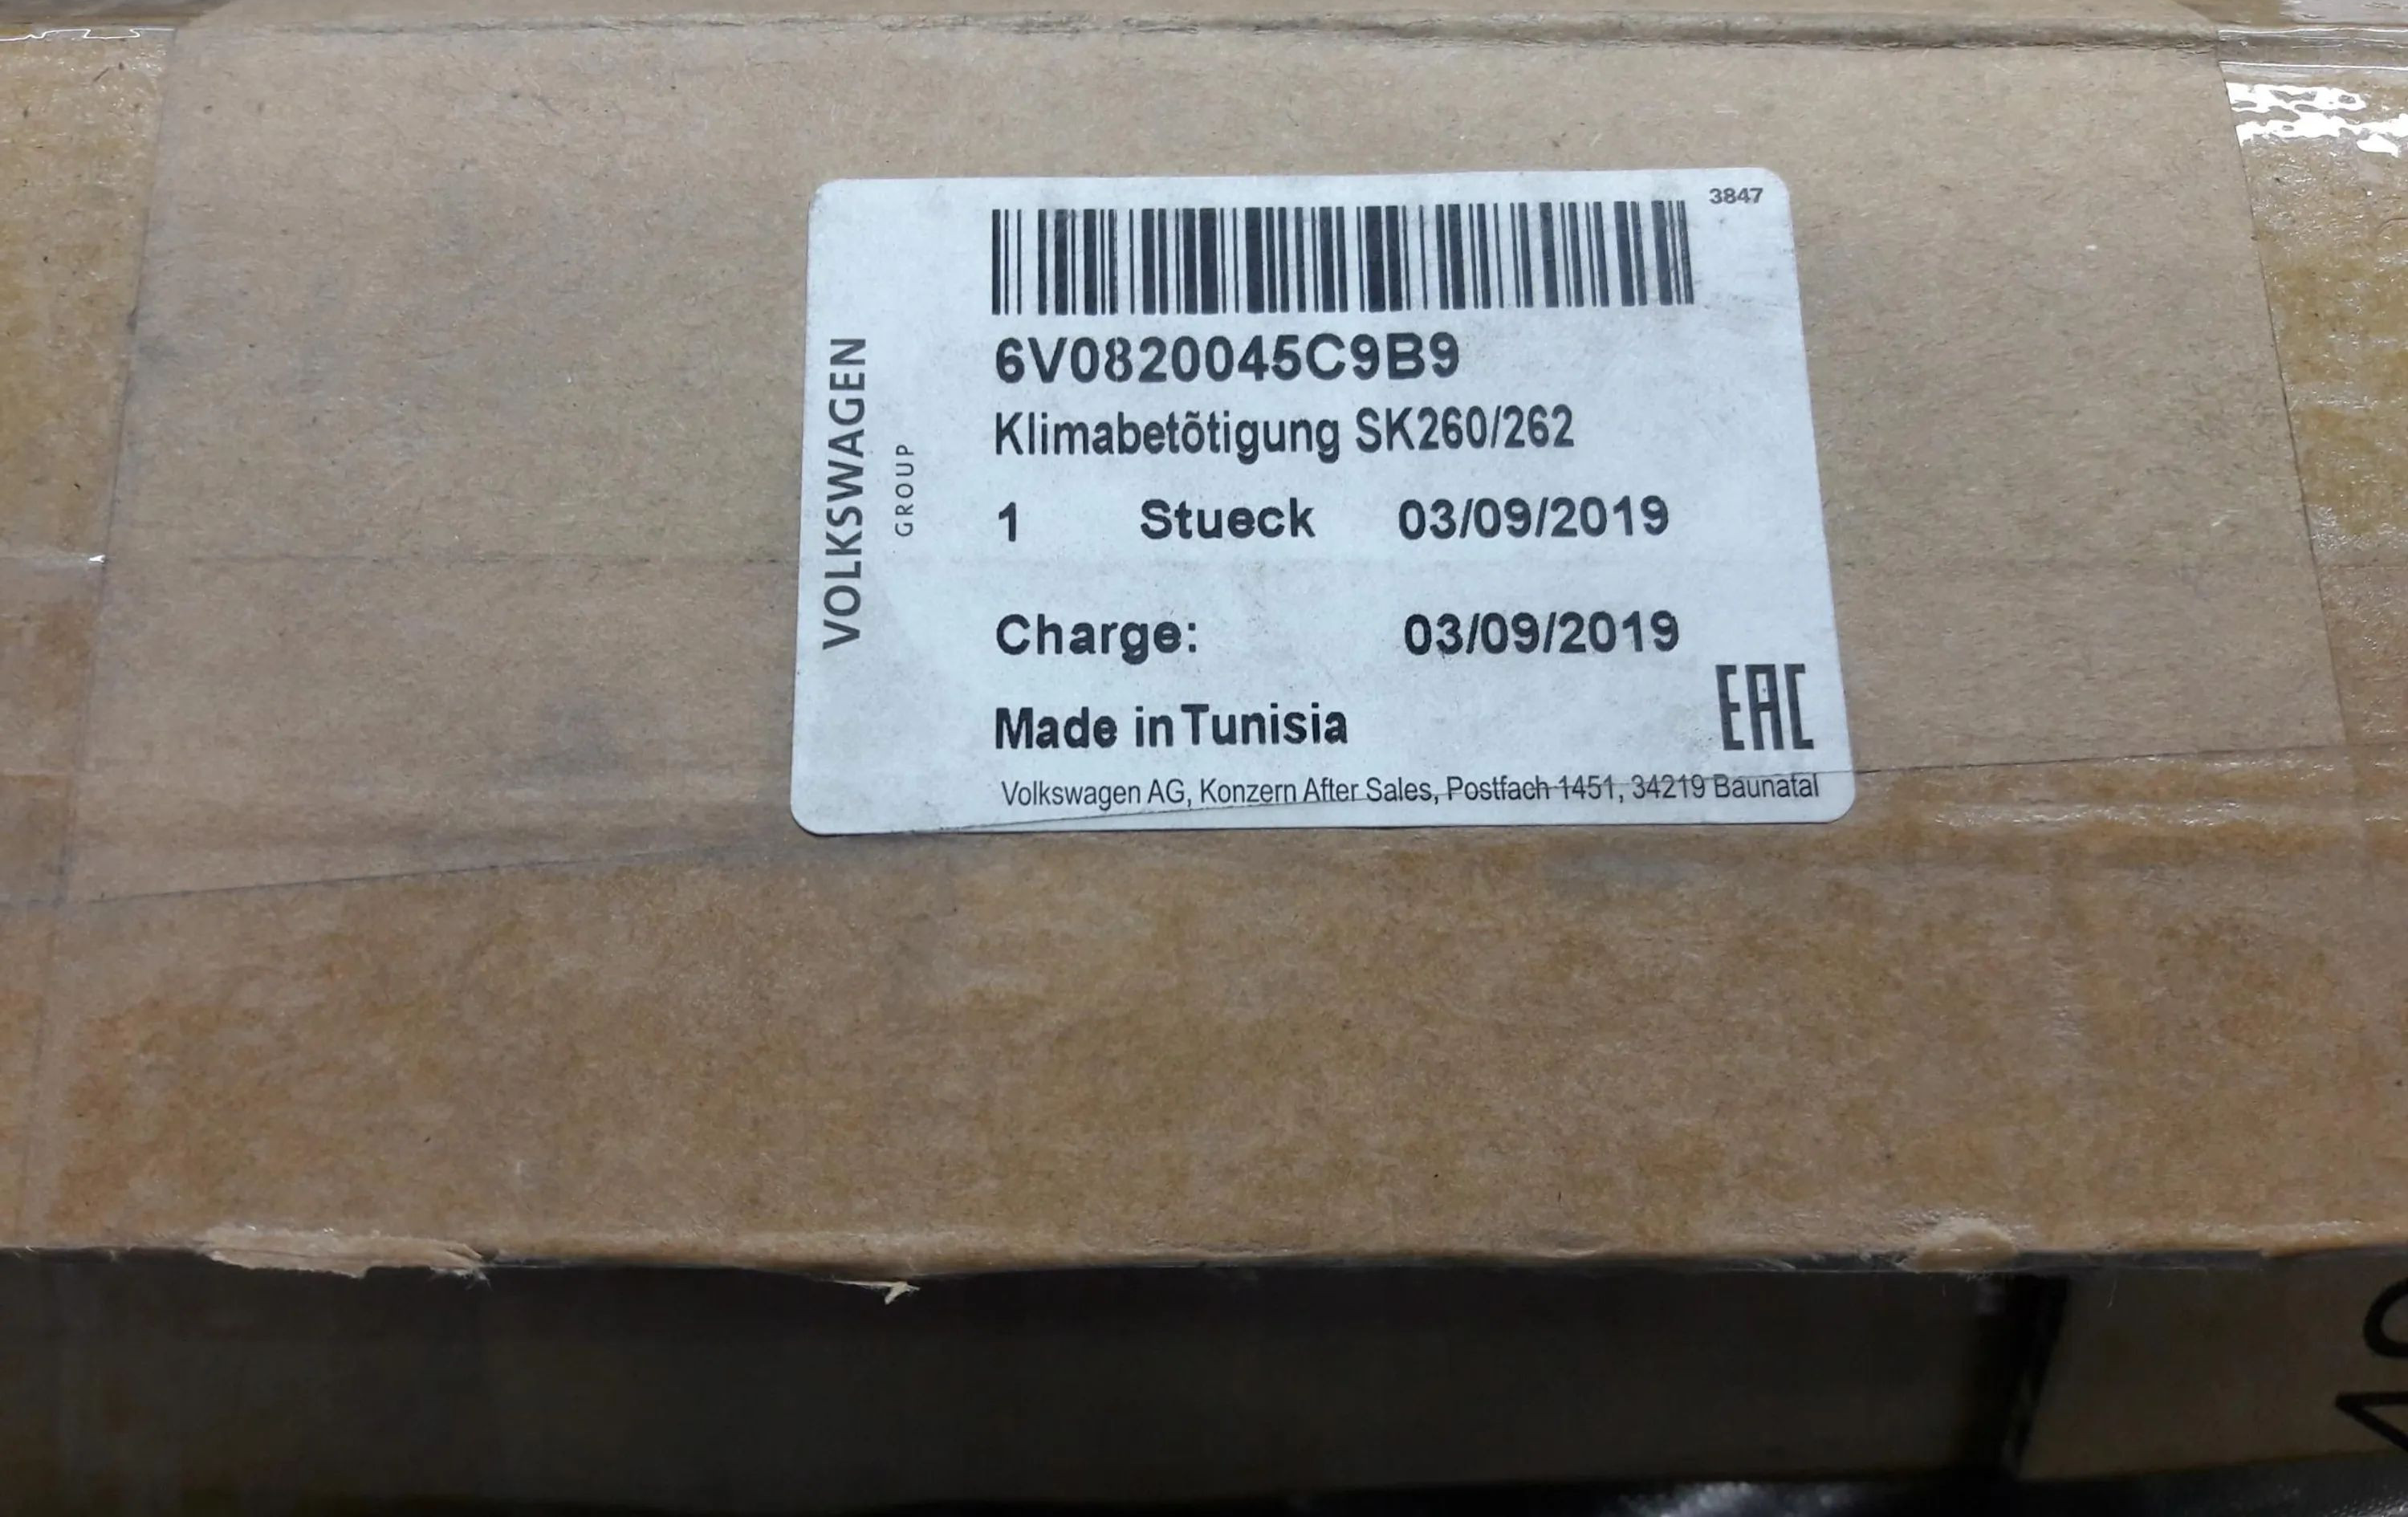 3847
6V0820045C9B9
Klimabetõtigung SK260/262
1 Stueck 03/09/2019
Charge: 03/09/2019
Made in Tunisia
EAC
Volkswagen AG, Konzern After Sales, Postfach 1451, 34219 Baunatal
VOLKSWAGEN
GROUP